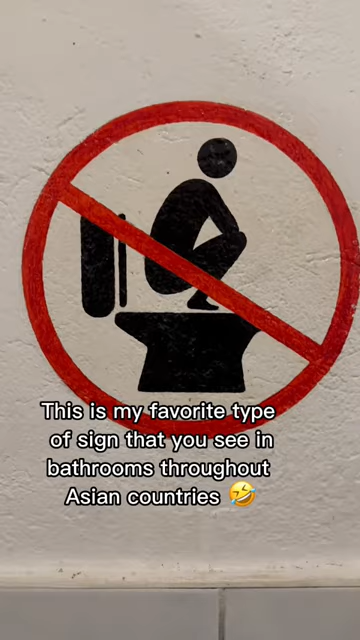 This is my favorite type
of sign that you see in
bathrooms throughout
Asian countries 🤣